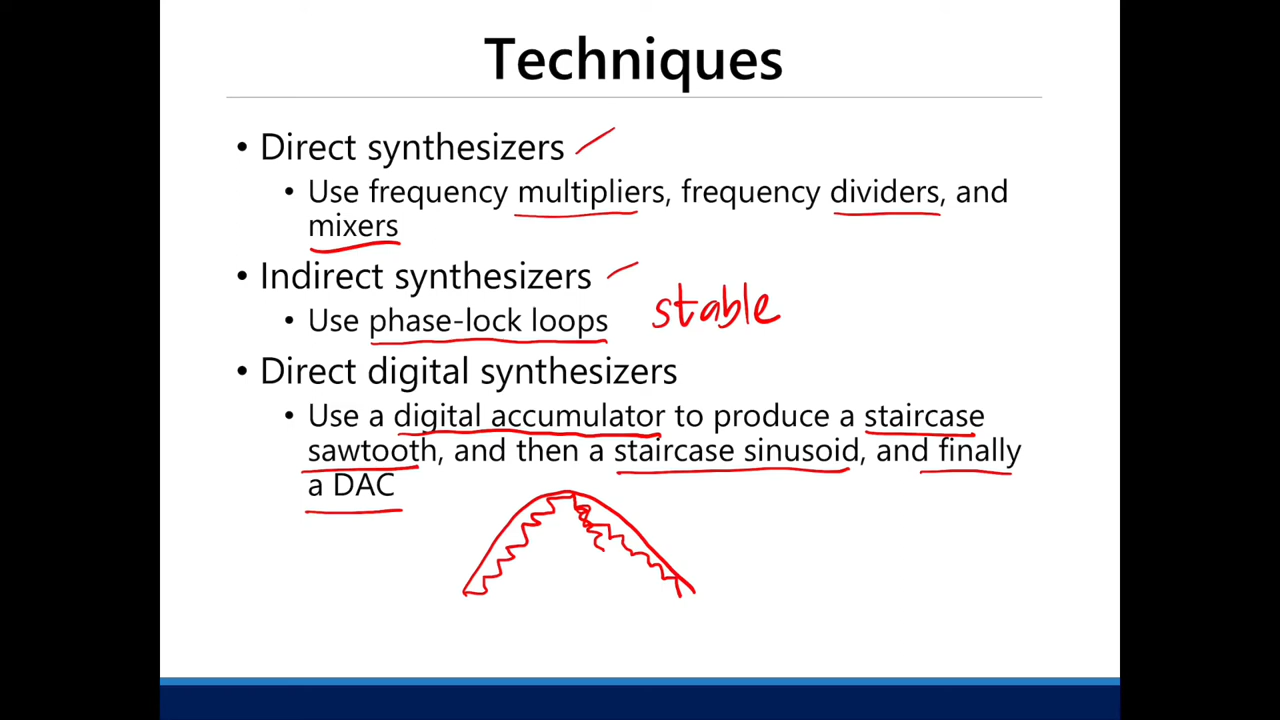 Techniques
• Direct synthesizers
• Use frequency multipliers, frequency dividers, and
mixers
• Indirect synthesizers
stable
• Use phase-lock loops
• Direct digital synthesizers
• Use a digital accumulator to produce a staircase
sawtooth, and then a staircase sinusoid, and finally
a DAC